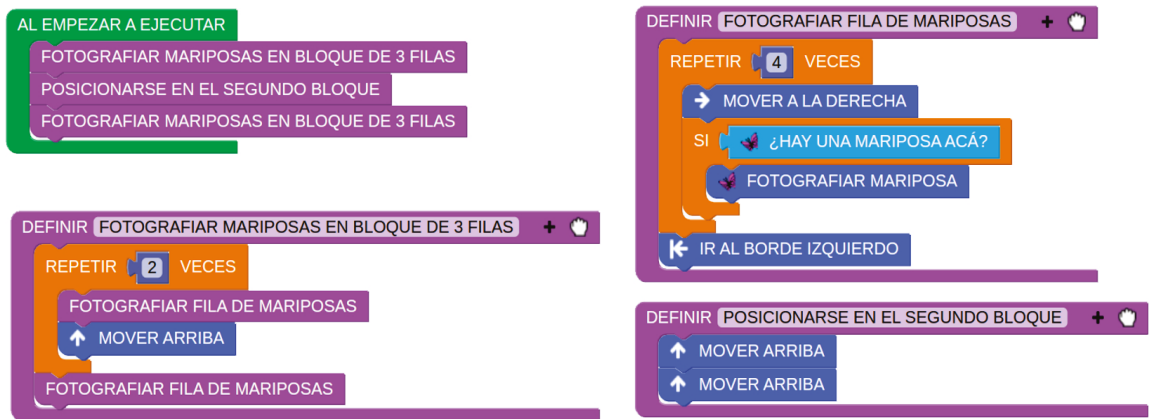 AL EMPEZAR A EJECUTAR
FOTOGRAFIAR MARIPOSAS EN BLOQUE DE 3 FILAS
POSICIONARSE EN EL SEGUNDO BLOQUE
FOTOGRAFIAR MARIPOSAS EN BLOQUE DE 3 FILAS
DEFINIR FOTOGRAFIAR MARIPOSAS EN BLOQUE DE 3 FILAS +
REPETIR 2 VECES
FOTOGRAFIAR FILA DE MARIPOSAS
MOVER ARRIBA
FOTOGRAFIAR FILA DE MARIPOSAS
DEFINIR FOTOGRAFIAR FILA DE MARIPOSAS +
REPETIR 4 VECES
MOVER A LA DERECHA
SI ¿HAY UNA MARIPOSA ACÁ?
FOTOGRAFIAR MARIPOSA
IR AL BORDE IZQUIERDO
DEFINIR POSICIONARSE EN EL SEGUNDO BLOQUE +
MOVER ARRIBA
MOVER ARRIBA